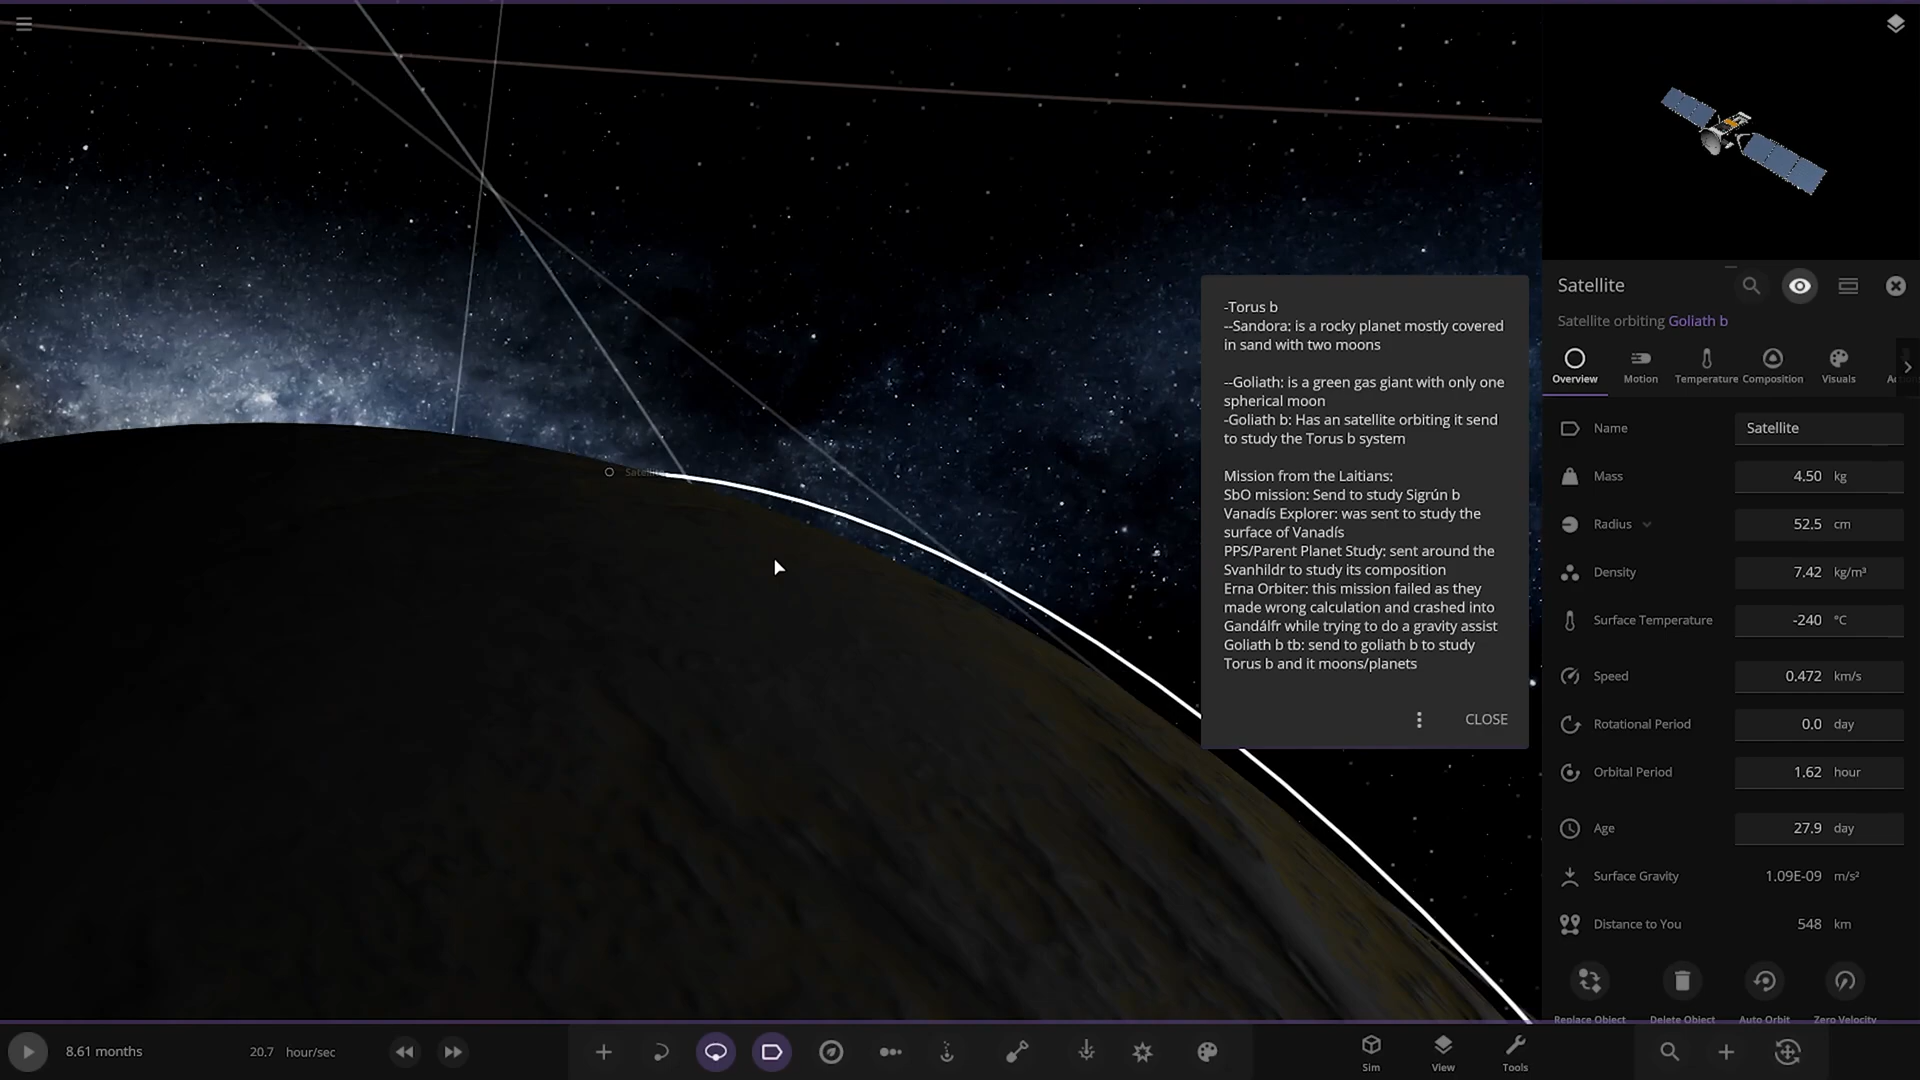 Satellite
-Torus b
--Sandora: is a rocky planet mostly covered
in sand with two moons
--Goliath: is a green gas giant with only one
spherical moon
-Goliath b: Has an satellite orbiting it send
to study the Torus b system
Mission from the Laitians:
SbO mission: Send to study Sigrún b
Vanadís Explorer: was sent to study the
surface of Vanadís
PPS/Parent Planet Study: sent around the
Svanhildr to study its composition
Erna Orbiter: this mission failed as they
made wrong calculation and crashed into
Gandálfr while trying to do a gravity assist
Goliath b tb: send to goliath b to study
Torus b and it moons/planets
CLOSE
Satellite
Satellite orbiting Goliath b
Overview Motion Temperature Composition Visuals
Name Satellite
Mass 4.50 kg
Radius 52.5 cm
Density 7.42 kg/m³
Surface Temperature -240 °C
Speed 0.472 km/s
Rotational Period 0.0 day
Orbital Period 1.62 hour
Age 27.9 day
Surface Gravity 1.09E-09 m/s²
Distance to You 548 km
Replace Object Delete Object Auto Orbit Zero Velocity
8.61 months 20.7 hour/sec
Sim View Tools